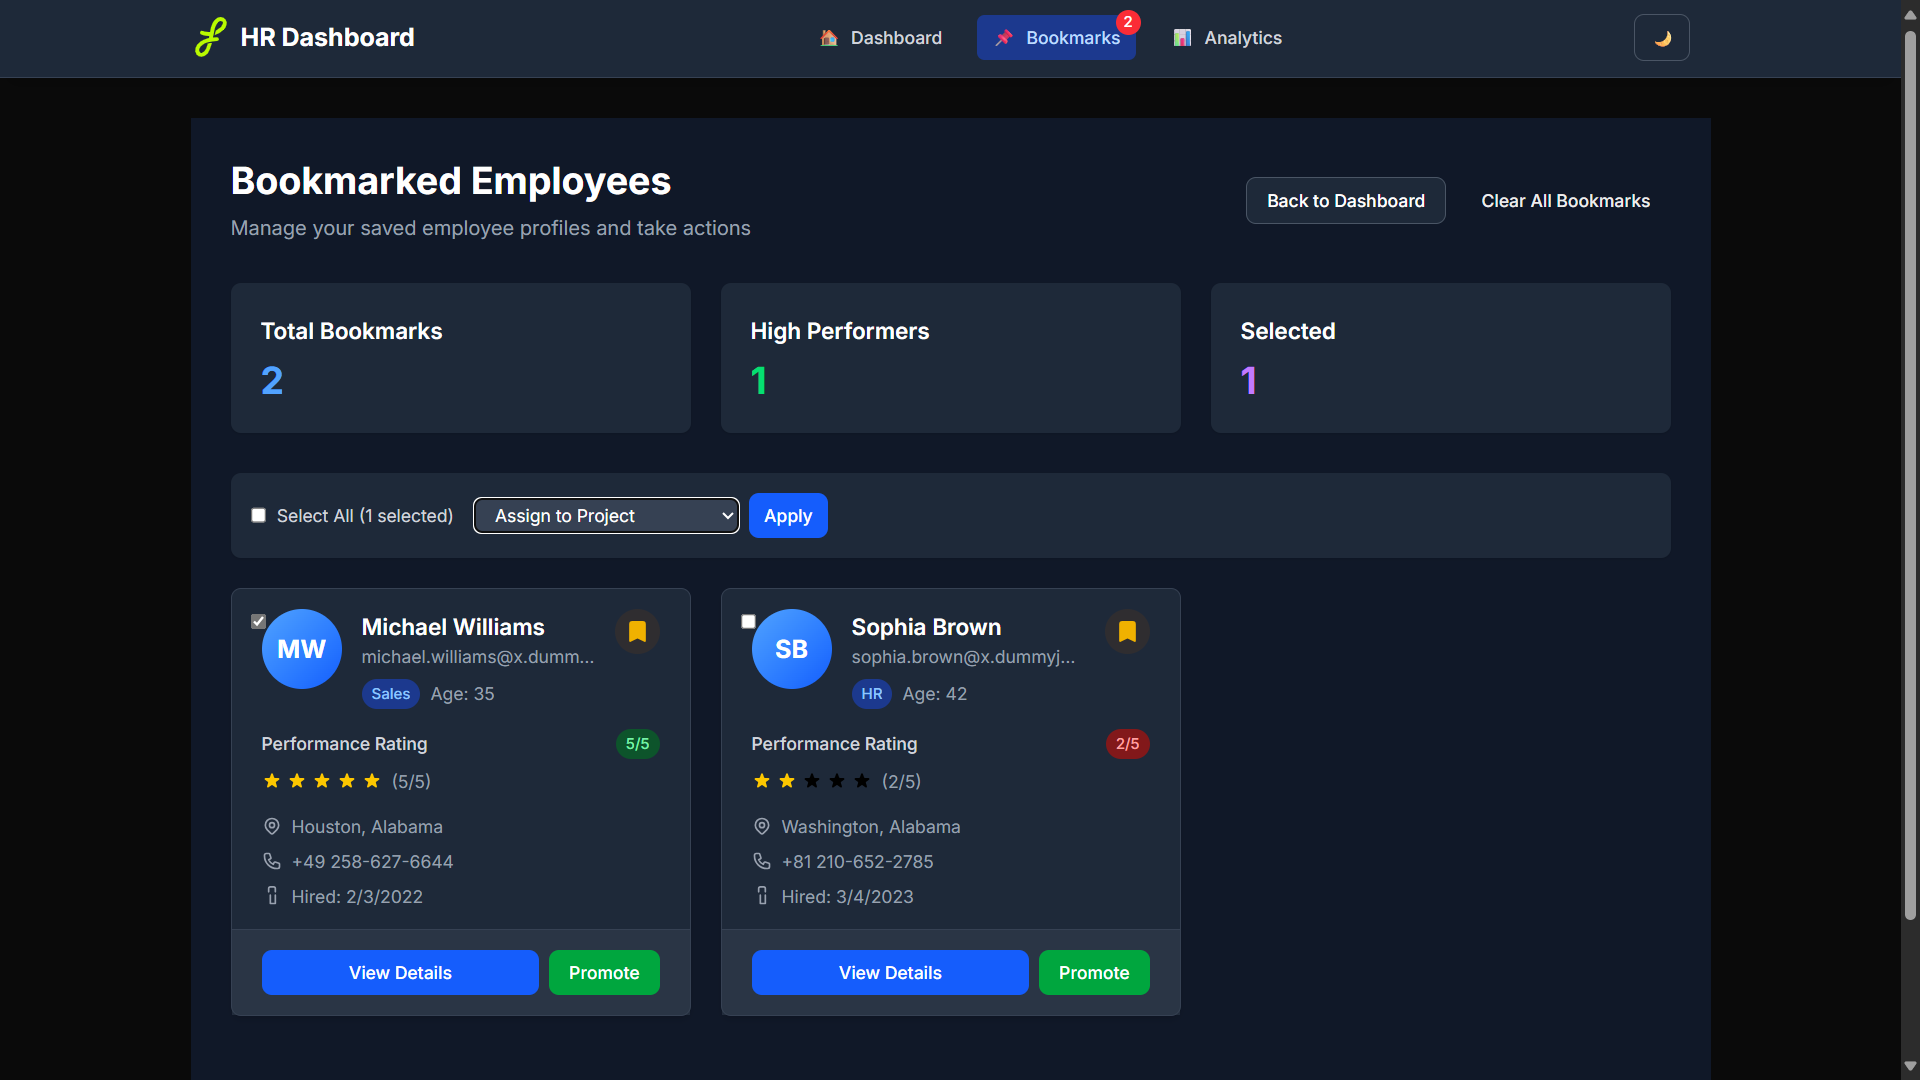 HR Dashboard
Dashboard
Bookmarks
2
Analytics
Bookmarked Employees
Manage your saved employee profiles and take actions
Back to Dashboard
Clear All Bookmarks
Total Bookmarks
2
High Performers
1
Selected
1
Select All (1 selected)
Assign to Project
Apply
MW
Michael Williams
michael.williams@x.dumm...
Sales
Age: 35
Performance Rating
5/5
(5/5)
Houston, Alabama
+49 258-627-6644
Hired: 2/3/2022
View Details
Promote
SB
Sophia Brown
sophia.brown@x.dummyj...
HR
Age: 42
Performance Rating
2/5
(2/5)
Washington, Alabama
+81 210-652-2785
Hired: 3/4/2023
View Details
Promote